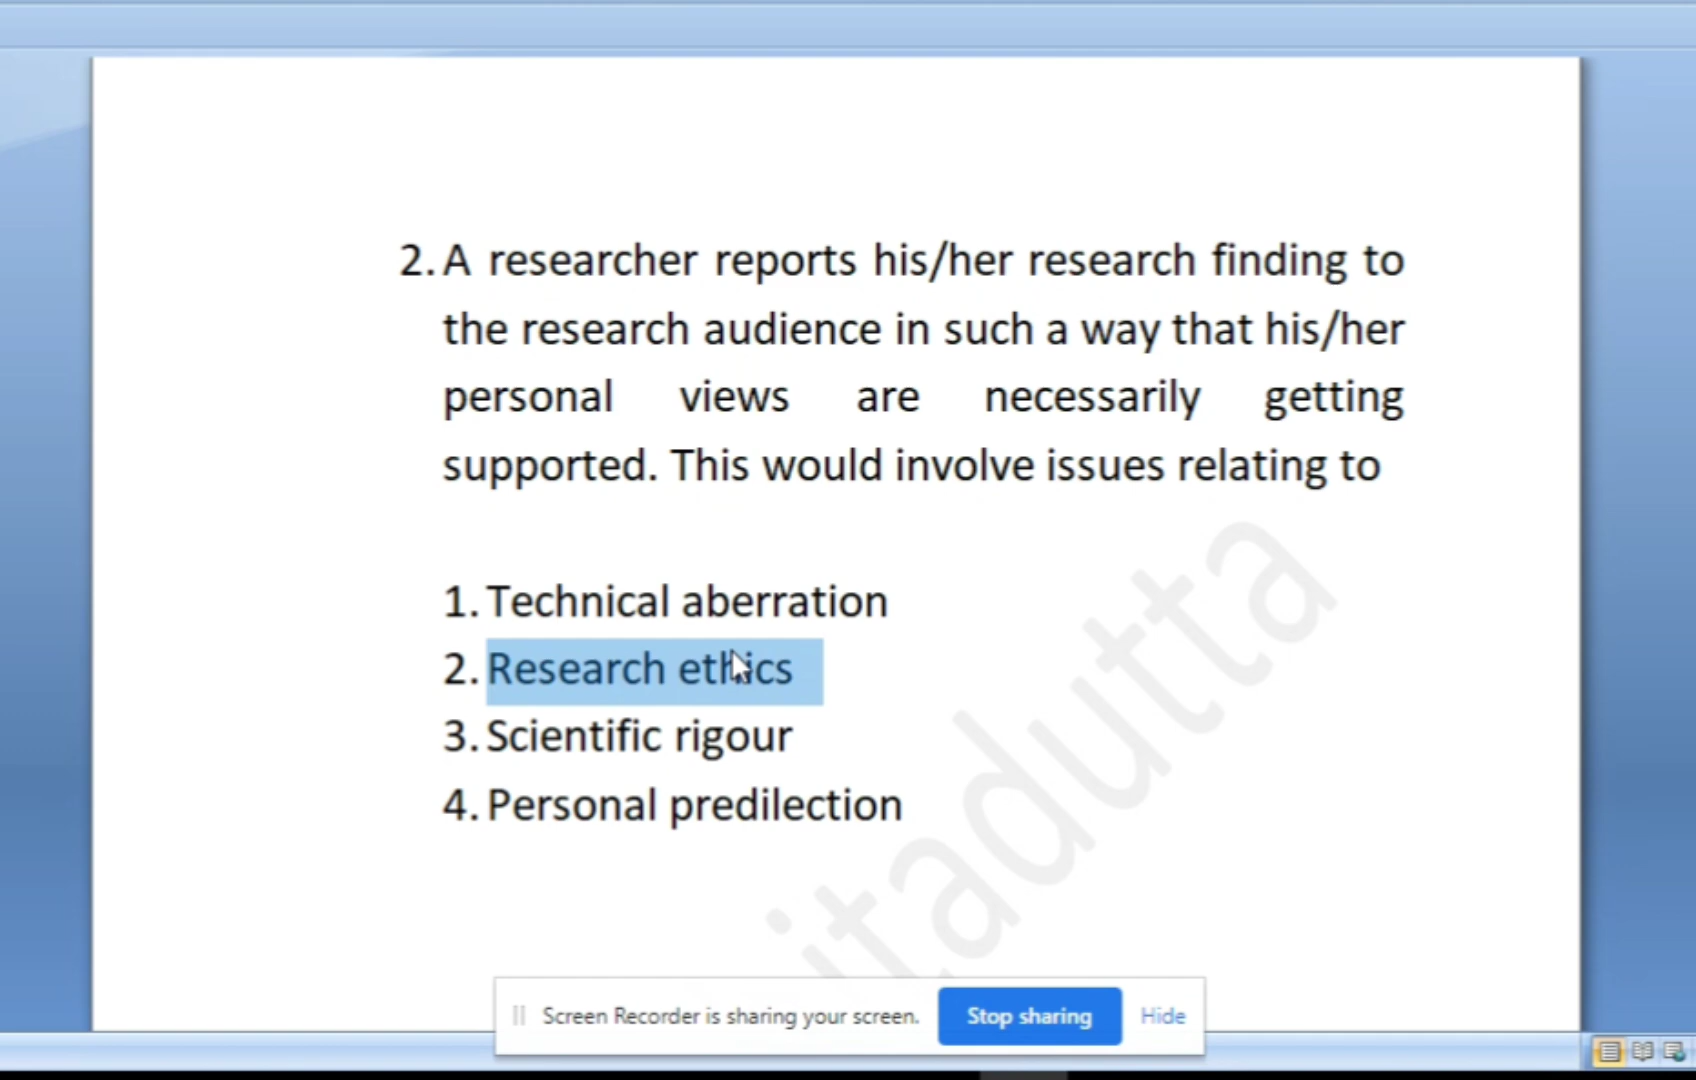 2. A researcher reports his/her research finding to
the research audience in such a way that his/her
personal views are necessarily getting
supported. This would involve issues relating to
1. Technical aberration
2. Research ethics
3. Scientific rigour
4. Personal predilection
itadutta
Screen Recorder is sharing your screen. Stop sharing Hide